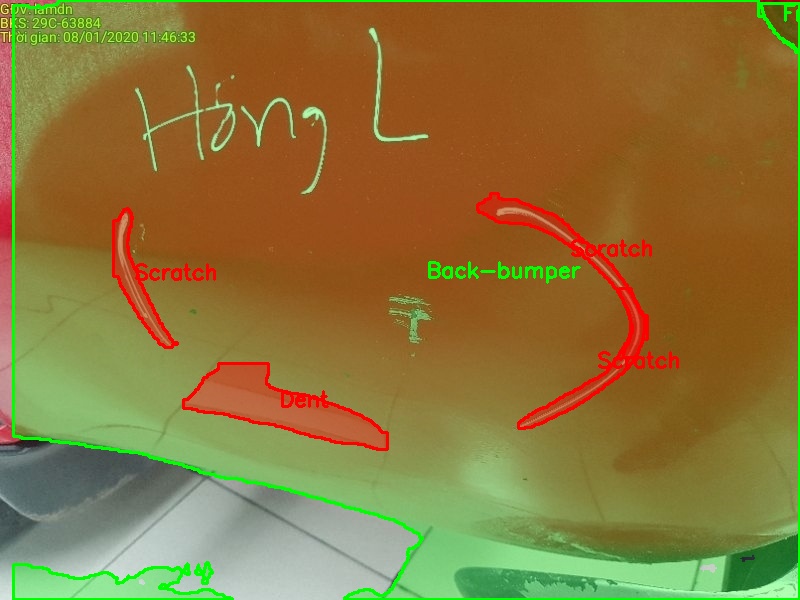 GDV: lamdn
BKS: 29C-63884
Thời gian: 08/01/2020 11:46:33
Hỏng L
Scratch
Scratch
Back-bumper
Scratch
Dent